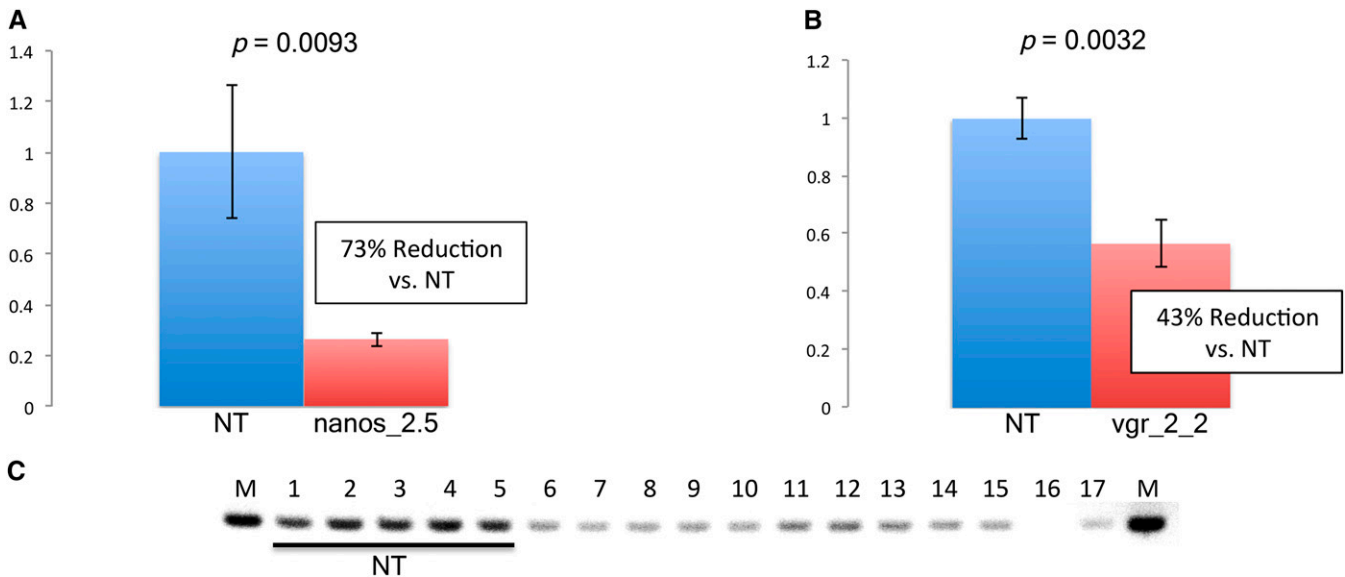 A
p = 0.0093
1.4
1.2
1
0.8
0.6
0.4
0.2
0
73% Reduction
vs. NT
NT nanos_2.5
B
p = 0.0032
1.2
1
0.8
0.6
0.4
0.2
0
43% Reduction
vs. NT
NT vgr_2_2
C
M 1 2 3 4 5 6 7 8 9 10 11 12 13 14 15 16 17 M
NT